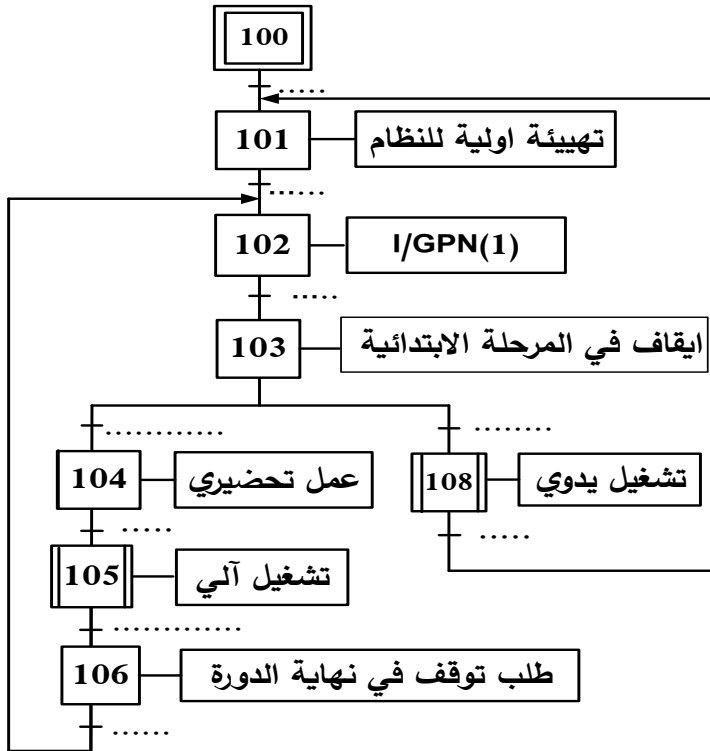 100
.....
101 تهييئة اولية للنظام
......
102 I/GPN(1)
.....
103 ايقاف في المرحلة الابتدائية
............ ........
104 عمل تحضيري 108 تشغيل يدوي
..... .....
105 تشغيل آلي
.............
106 طلب توقف في نهاية الدورة
......